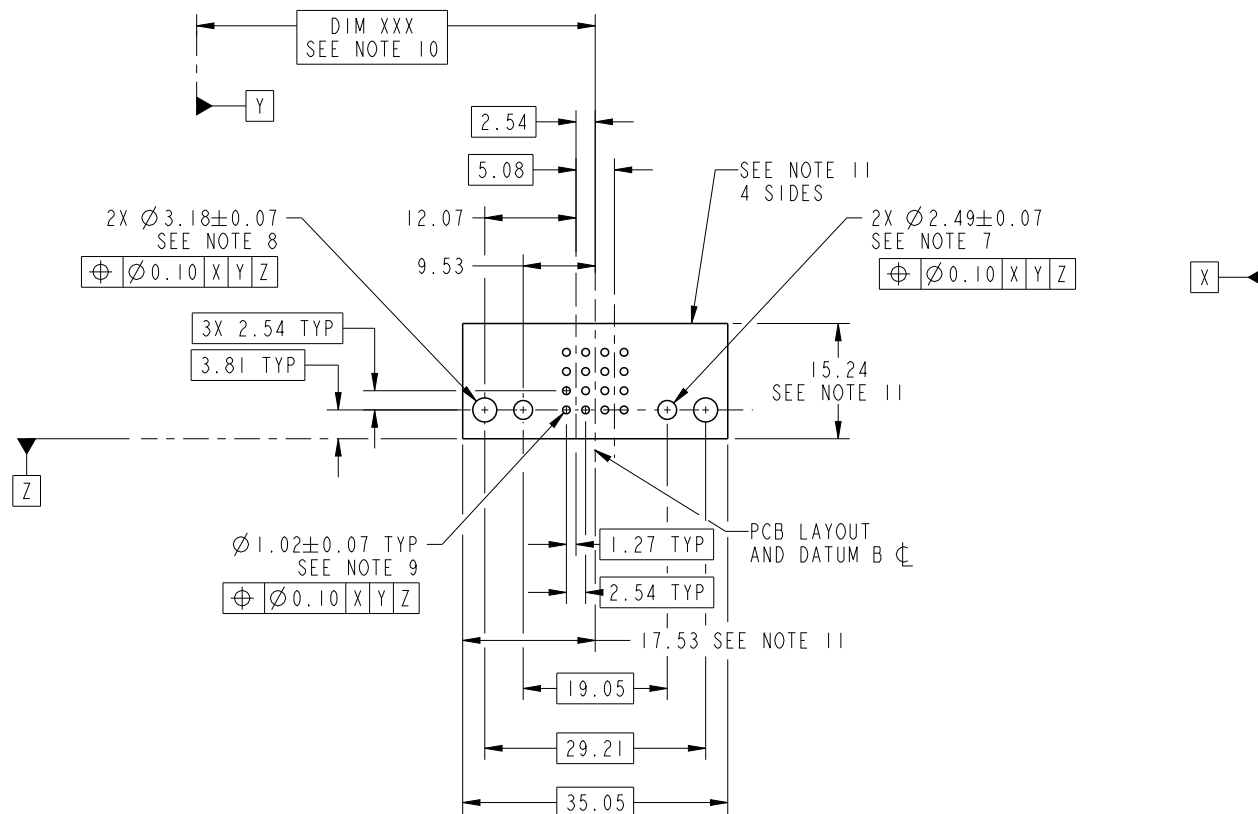 DIM XXX
SEE NOTE 10
Y
2.54
5.08
SEE NOTE 11
4 SIDES
2X Ø3.18±0.07
SEE NOTE 8
⌖ Ø0.10 X Y Z
12.07
2X Ø2.49±0.07
SEE NOTE 7
⌖ Ø0.10 X Y Z
9.53
X
3X 2.54 TYP
3.81 TYP
15.24
SEE NOTE 11
Z
Ø1.02±0.07 TYP
SEE NOTE 9
⌖ Ø0.10 X Y Z
1.27 TYP
PCB LAYOUT
AND DATUM B ℄
2.54 TYP
17.53 SEE NOTE 11
19.05
29.21
35.05